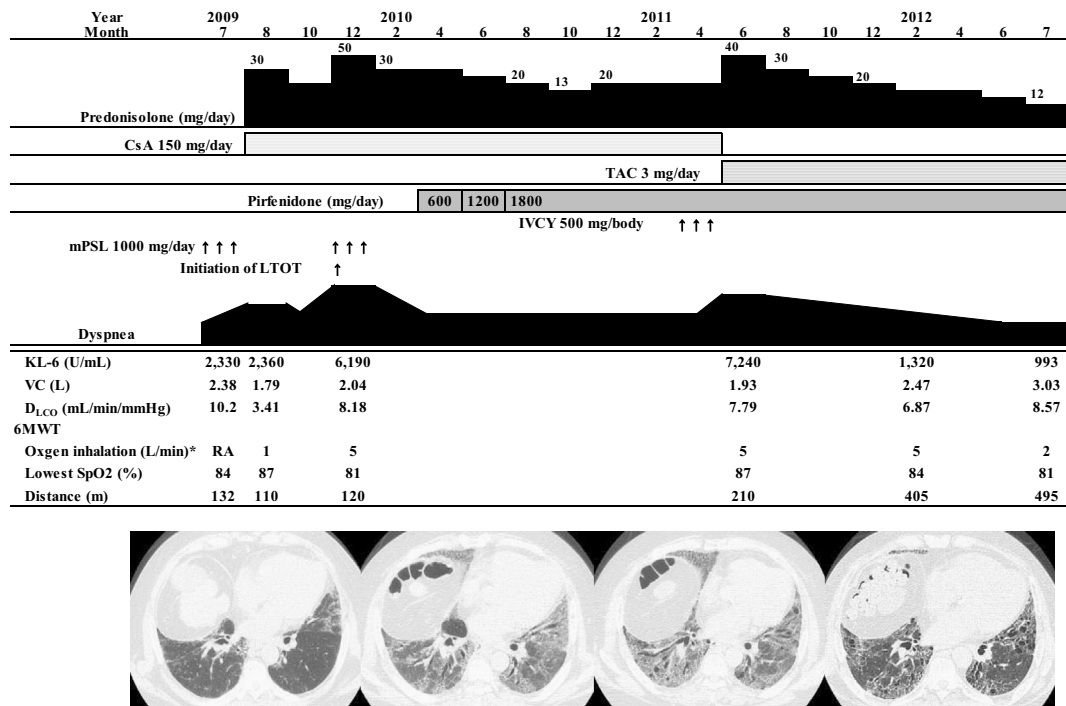 Year 2009 2010 2011 2012
Month 7 8 10 12 2 4 6 8 10 12 2 4 6 8 10 12 2 4 6 7
Predonisolone (mg/day) 30 50 30 20 13 20 40 30 20 12
CsA 150 mg/day
TAC 3 mg/day
Pirfenidone (mg/day) 600 1200 1800
IVCY 500 mg/body ↑ ↑ ↑
mPSL 1000 mg/day ↑ ↑ ↑ ↑ ↑ ↑
Initiation of LTOT ↑
Dyspnea
KL-6 (U/mL) 2,330 2,360 6,190 7,240 1,320 993
VC (L) 2.38 1.79 2.04 1.93 2.47 3.03
DLCO (mL/min/mmHg) 10.2 3.41 8.18 7.79 6.87 8.57
6MWT
Oxgen inhalation (L/min)* RA 1 5 5 5 2
Lowest SpO2 (%) 84 87 81 87 84 81
Distance (m) 132 110 120 210 405 495